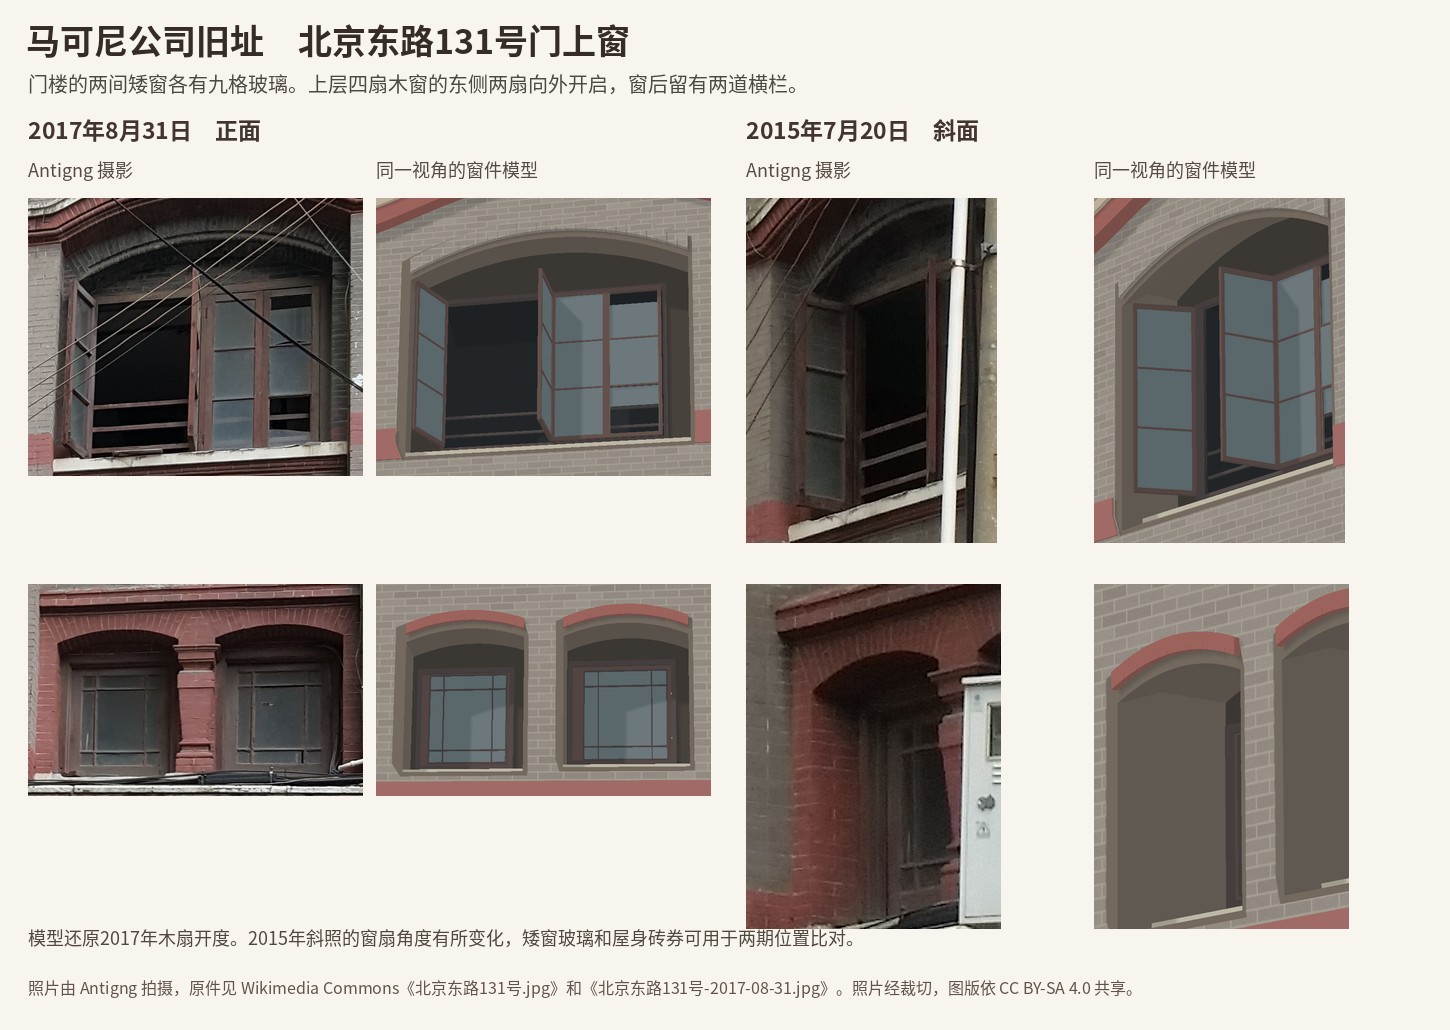 马可尼公司旧址 北京东路131号门上窗
门楼的两间矮窗各有九格玻璃。上层四扇木窗的东侧两扇向外开启，窗后留有两道横栏。
2017年8月31日 正面
2015年7月20日 斜面
Antigng 摄影
同一视角的窗件模型
Antigng 摄影
同一视角的窗件模型
模型还原2017年木扇开度。2015年斜照的窗扇角度有所变化，矮窗玻璃和屋身砖券可用于两期位置比对。
照片由 Antigng 拍摄，原件见 Wikimedia Commons《北京东路131号.jpg》和《北京东路131号-2017-08-31.jpg》。照片经裁切，图版依 CC BY-SA 4.0 共享。